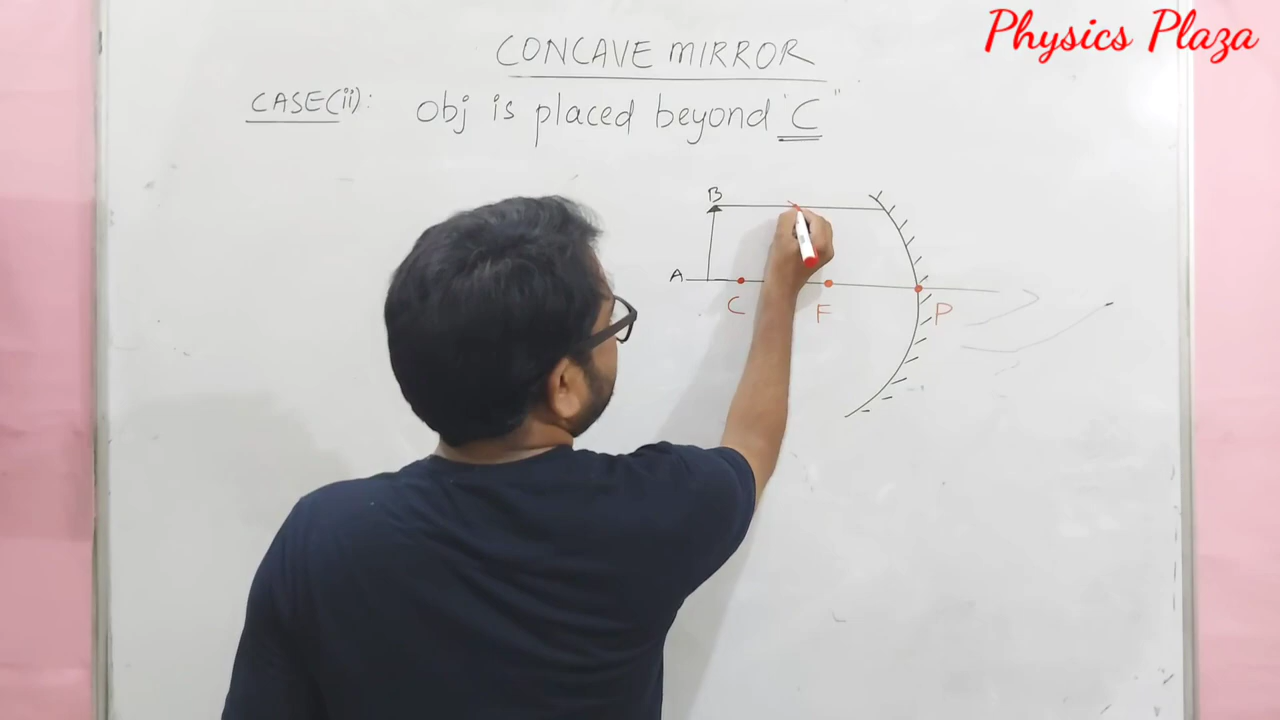 Physics Plaza
CONCAVE MIRROR
CASE(ii): obj is placed beyond "C"
B
A
C F P